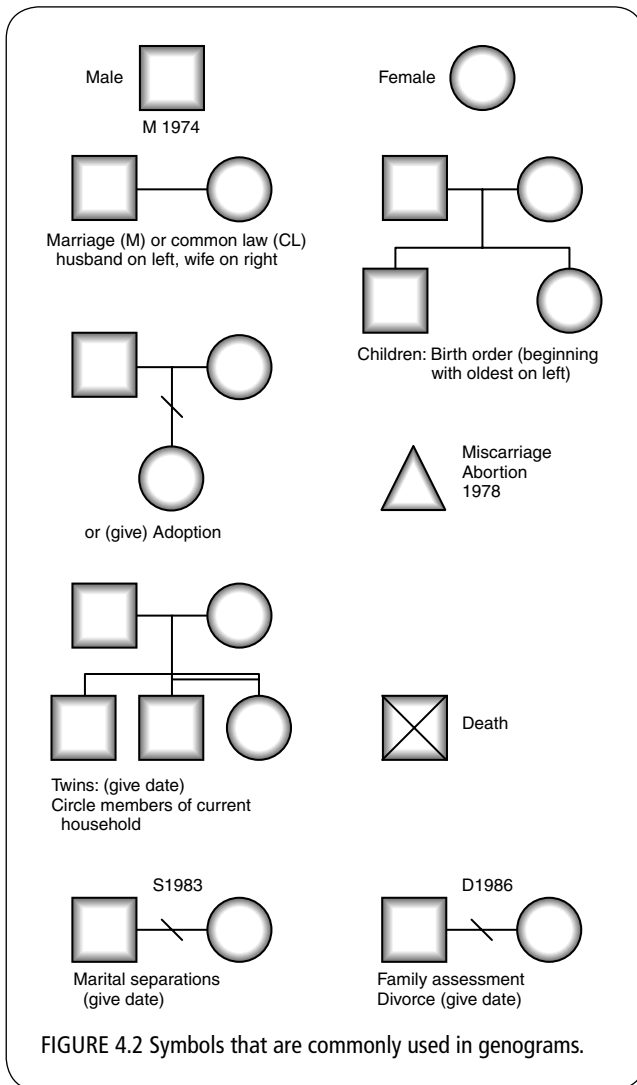 Male
Female
M 1974
Marriage (M) or common law (CL)
husband on left, wife on right
Children: Birth order (beginning
with oldest on left)
or (give) Adoption
Miscarriage
Abortion
1978
Twins: (give date)
Circle members of current
household
Death
S1983
Marital separations
(give date)
D1986
Family assessment
Divorce (give date)
FIGURE 4.2 Symbols that are commonly used in genograms.